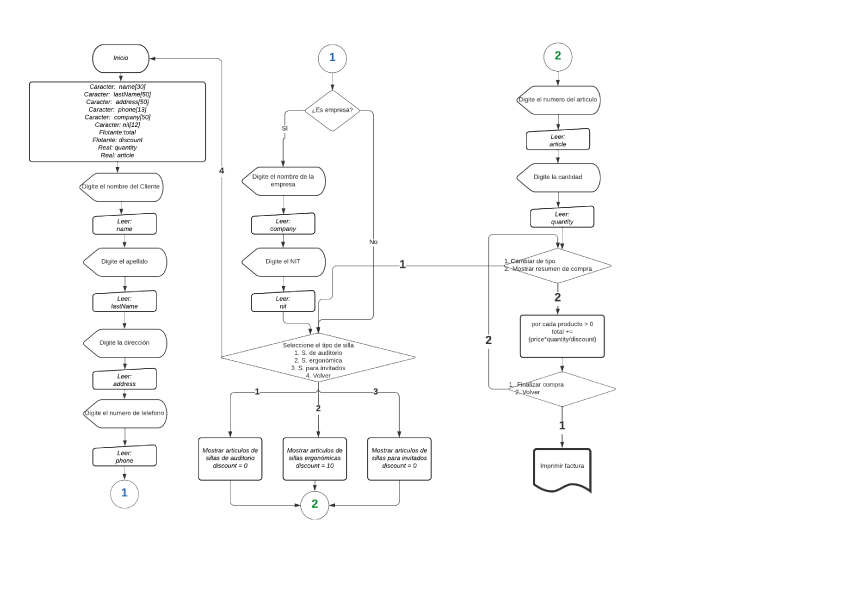 Inicio
Caracter: name[30]
Caracter: lastName[50]
Caracter: address[50]
Caracter: phone[13]
Caracter: company[50]
Caracter: nit[12]
Flotante:total
Flotante: discount
Real: quantity
Real: article
Digite el nombre del Cliente
Leer:
name
Digite el apellido
Leer:
lastName
Digite la dirección
Leer:
address
Digite el numero de telefono
Leer:
phone
1
1
¿Es empresa?
SI
No
Digite el nombre de la
empresa
Leer:
company
Digite el NIT
Leer:
nit
Seleccione el tipo de silla
1. S. de auditorio
2. S. ergonómica
3. S. para invitados
4. Volver
4
1
2
3
Mostrar articulos de
sillas de auditorio
discount = 0
Mostrar articulos de
sillas ergonómicas
discount = 10
Mostrar articulos de
sillas para invitados
discount = 0
2
2
Digite el numero del articulo
Leer:
article
Digite la cantidad
Leer:
quantity
1. Cambiar de tipo
2. Mostrar resumen de compra
1
2
por cada producto > 0
total +=
(price*quantity/discount)
1. Finalizar compra
2. Volver
2
1
Imprimir factura